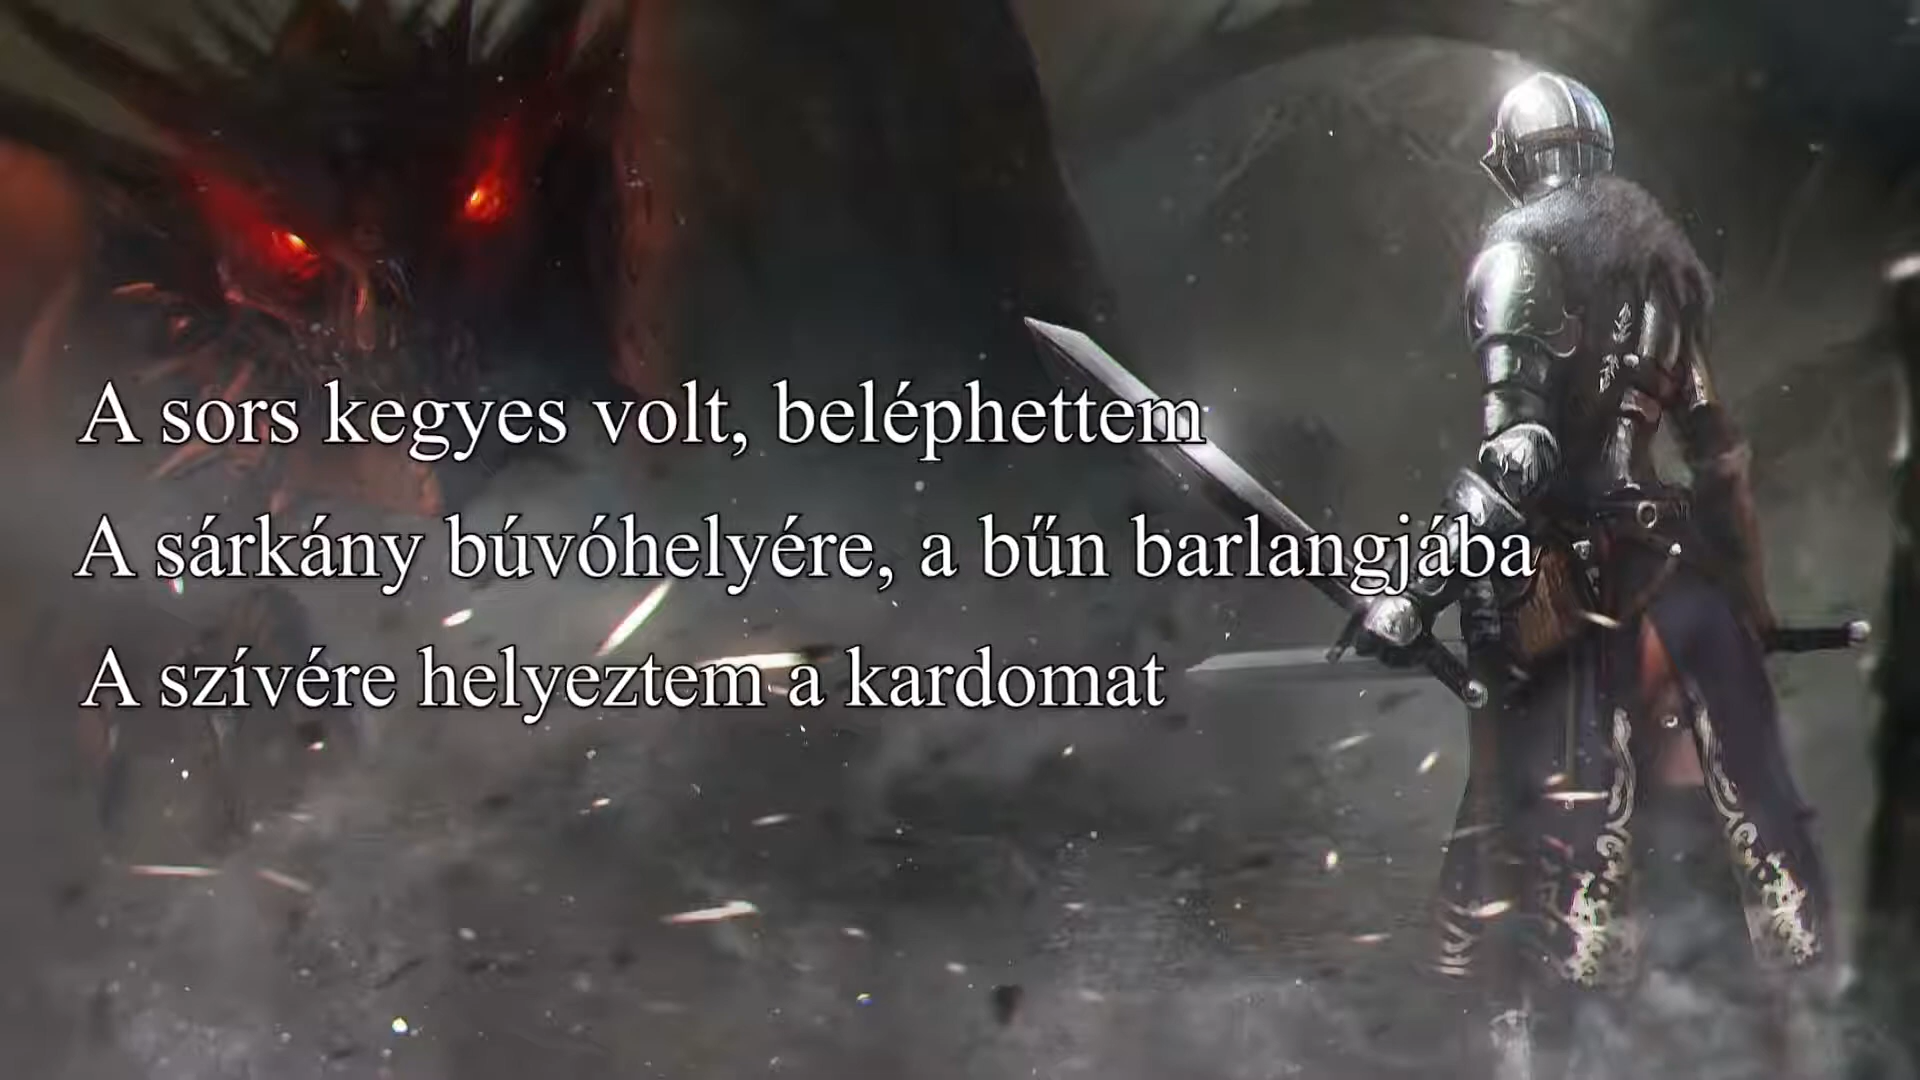 A sors kegyes volt, beléphettem
A sárkány búvóhelyére, a bűn barlangjába
A szívére helyeztem a kardomat